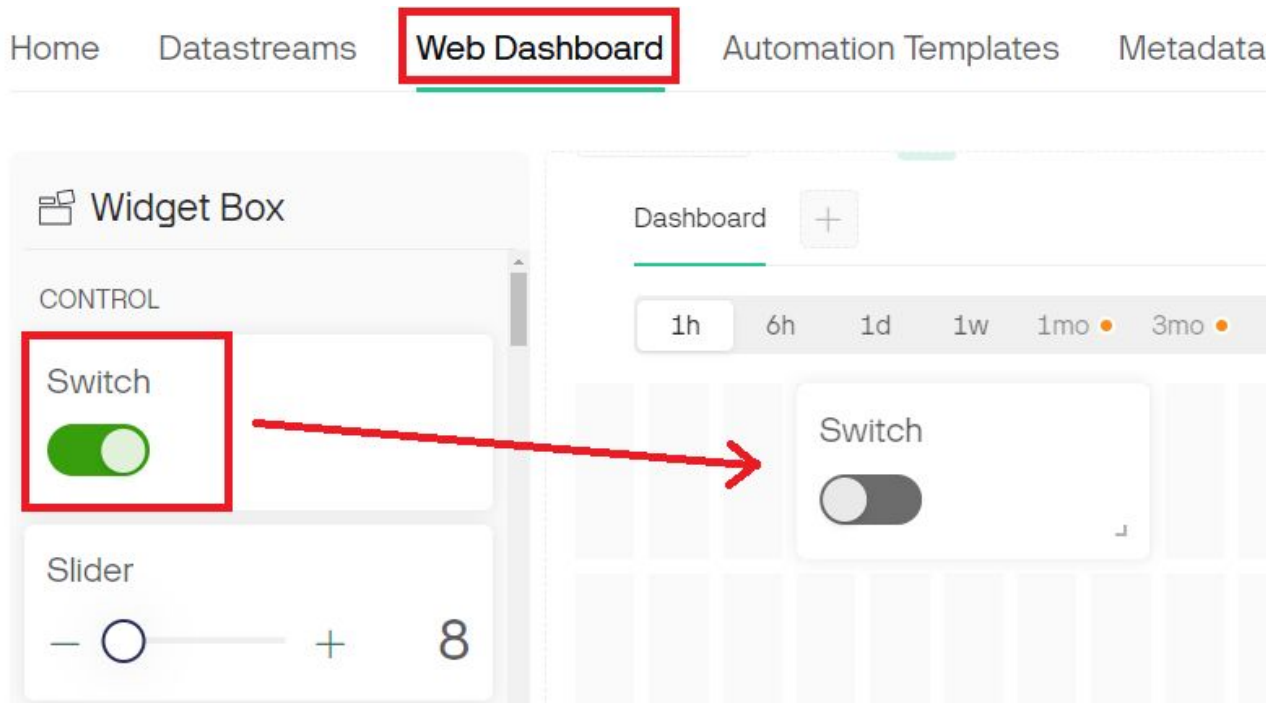 Home Datastreams Web Dashboard Automation Templates Metadata
Widget Box
CONTROL
Switch
Slider
8
Dashboard
1h 6h 1d 1w 1mo 3mo
Switch